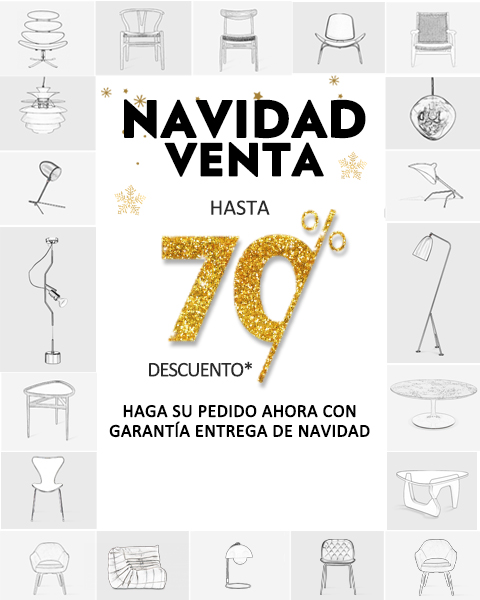 NAVIDAD
VENTA
HASTA
70%
DESCUENTO*
HAGA SU PEDIDO AHORA CON
GARANTÍA ENTREGA DE NAVIDAD